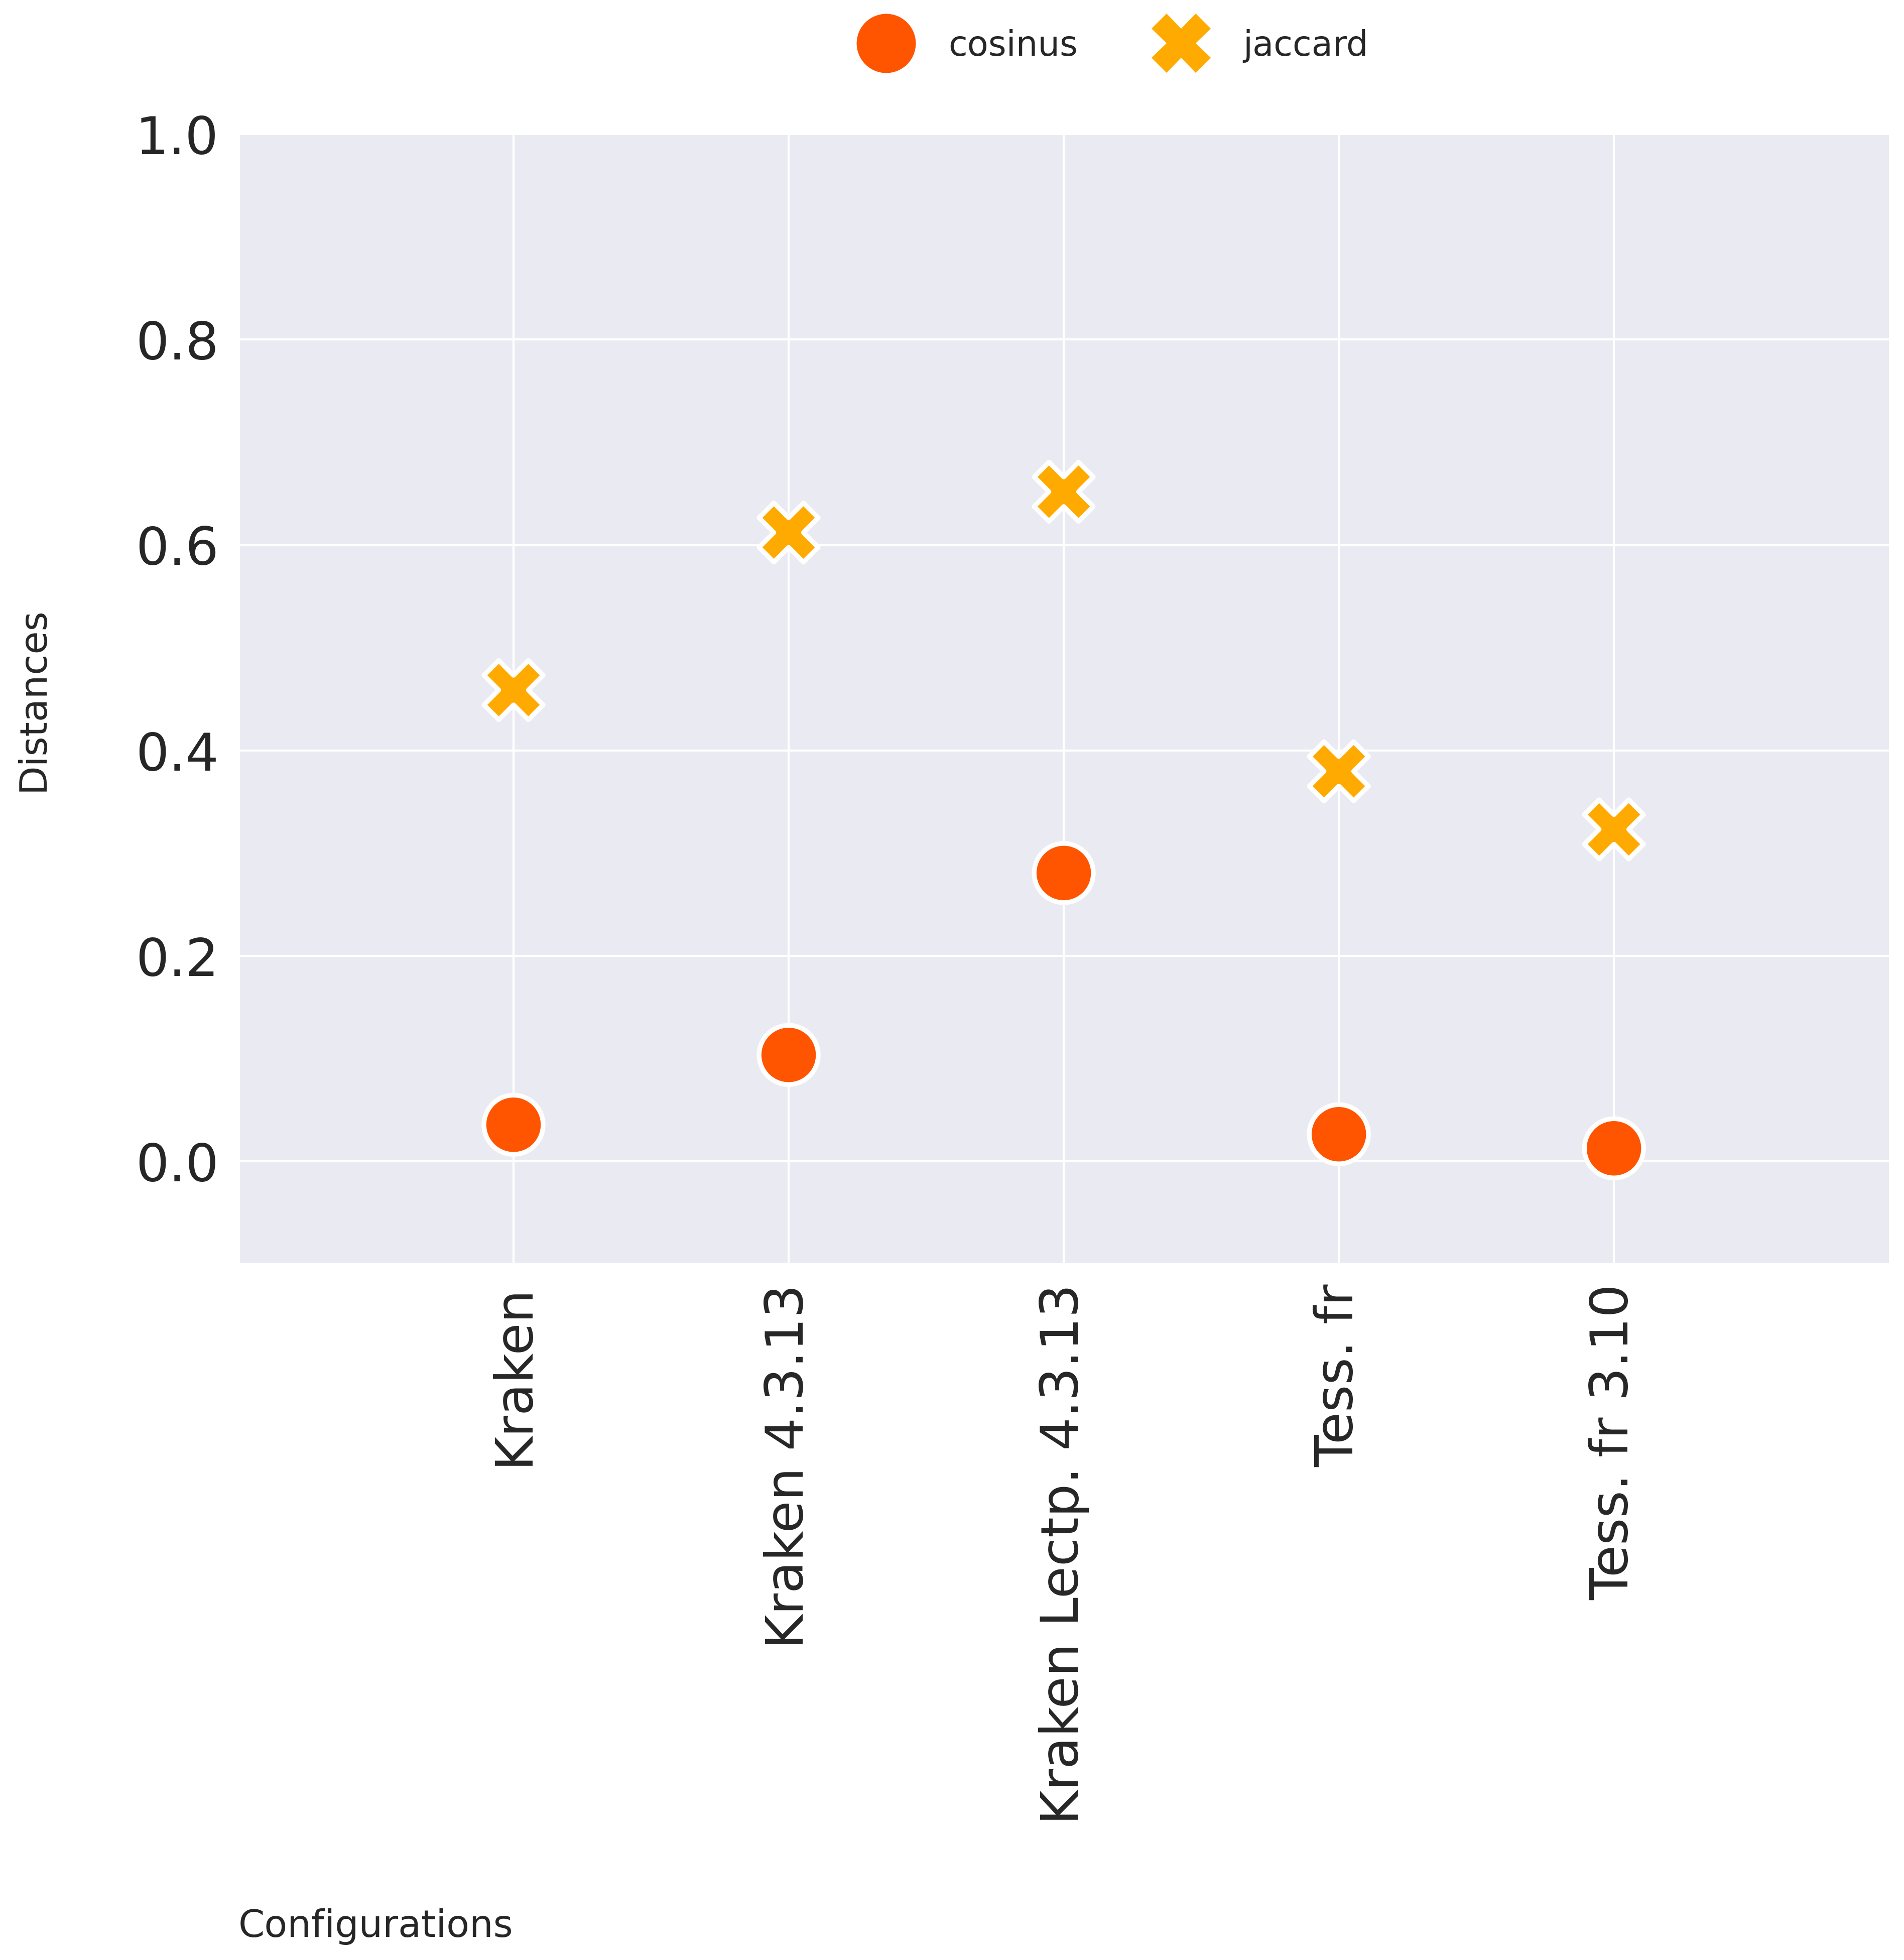 cosinus jaccard
1.0
0.8
0.6
0.4
0.2
0.0
Distances
Kraken
Kraken 4.3.13
Kraken Lectp. 4.3.13
Tess. fr
Tess. fr 3.10
Configurations